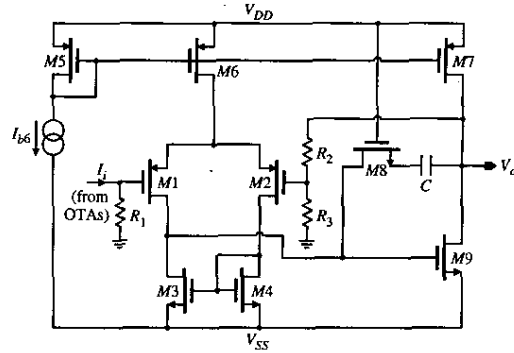 V_DD
M5
M6
M7
I_b6
R_2
M8
C
V_o
I_i
M1
M2
(from
OTAs)
R_1
R_3
M9
M3
M4
V_SS